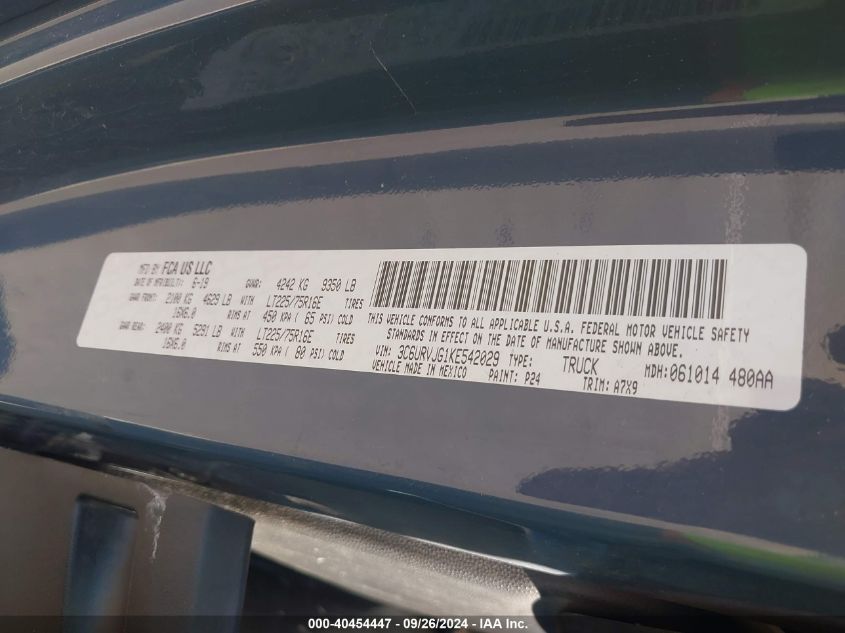 MFD BY: FCA US LLC
DATE OF MFR/BUILT: 6-19 GVWR: 4242 KG 9350 LB
GAWR FRONT: 2100 KG 4629 LB WITH LT225/75R16E TIRES
16X6.0 RIMS AT 450 KPA ( 65 PSI) COLD
GAWR REAR: 2400 KG 5291 LB WITH LT225/75R16E TIRES
16X6.0 RIMS AT 550 KPA ( 80 PSI) COLD
THIS VEHICLE CONFORMS TO ALL APPLICABLE U.S.A. FEDERAL MOTOR VEHICLE SAFETY
STANDARDS IN EFFECT ON THE DATE OF MANUFACTURE SHOWN ABOVE.
VIN: 3C6URVJG1KE542029 TYPE: TRUCK MDH:061014 480AA
VEHICLE MADE IN MEXICO PAINT: P24 TRIM: A7X9
000-40454447 - 09/26/2024 - IAA Inc.